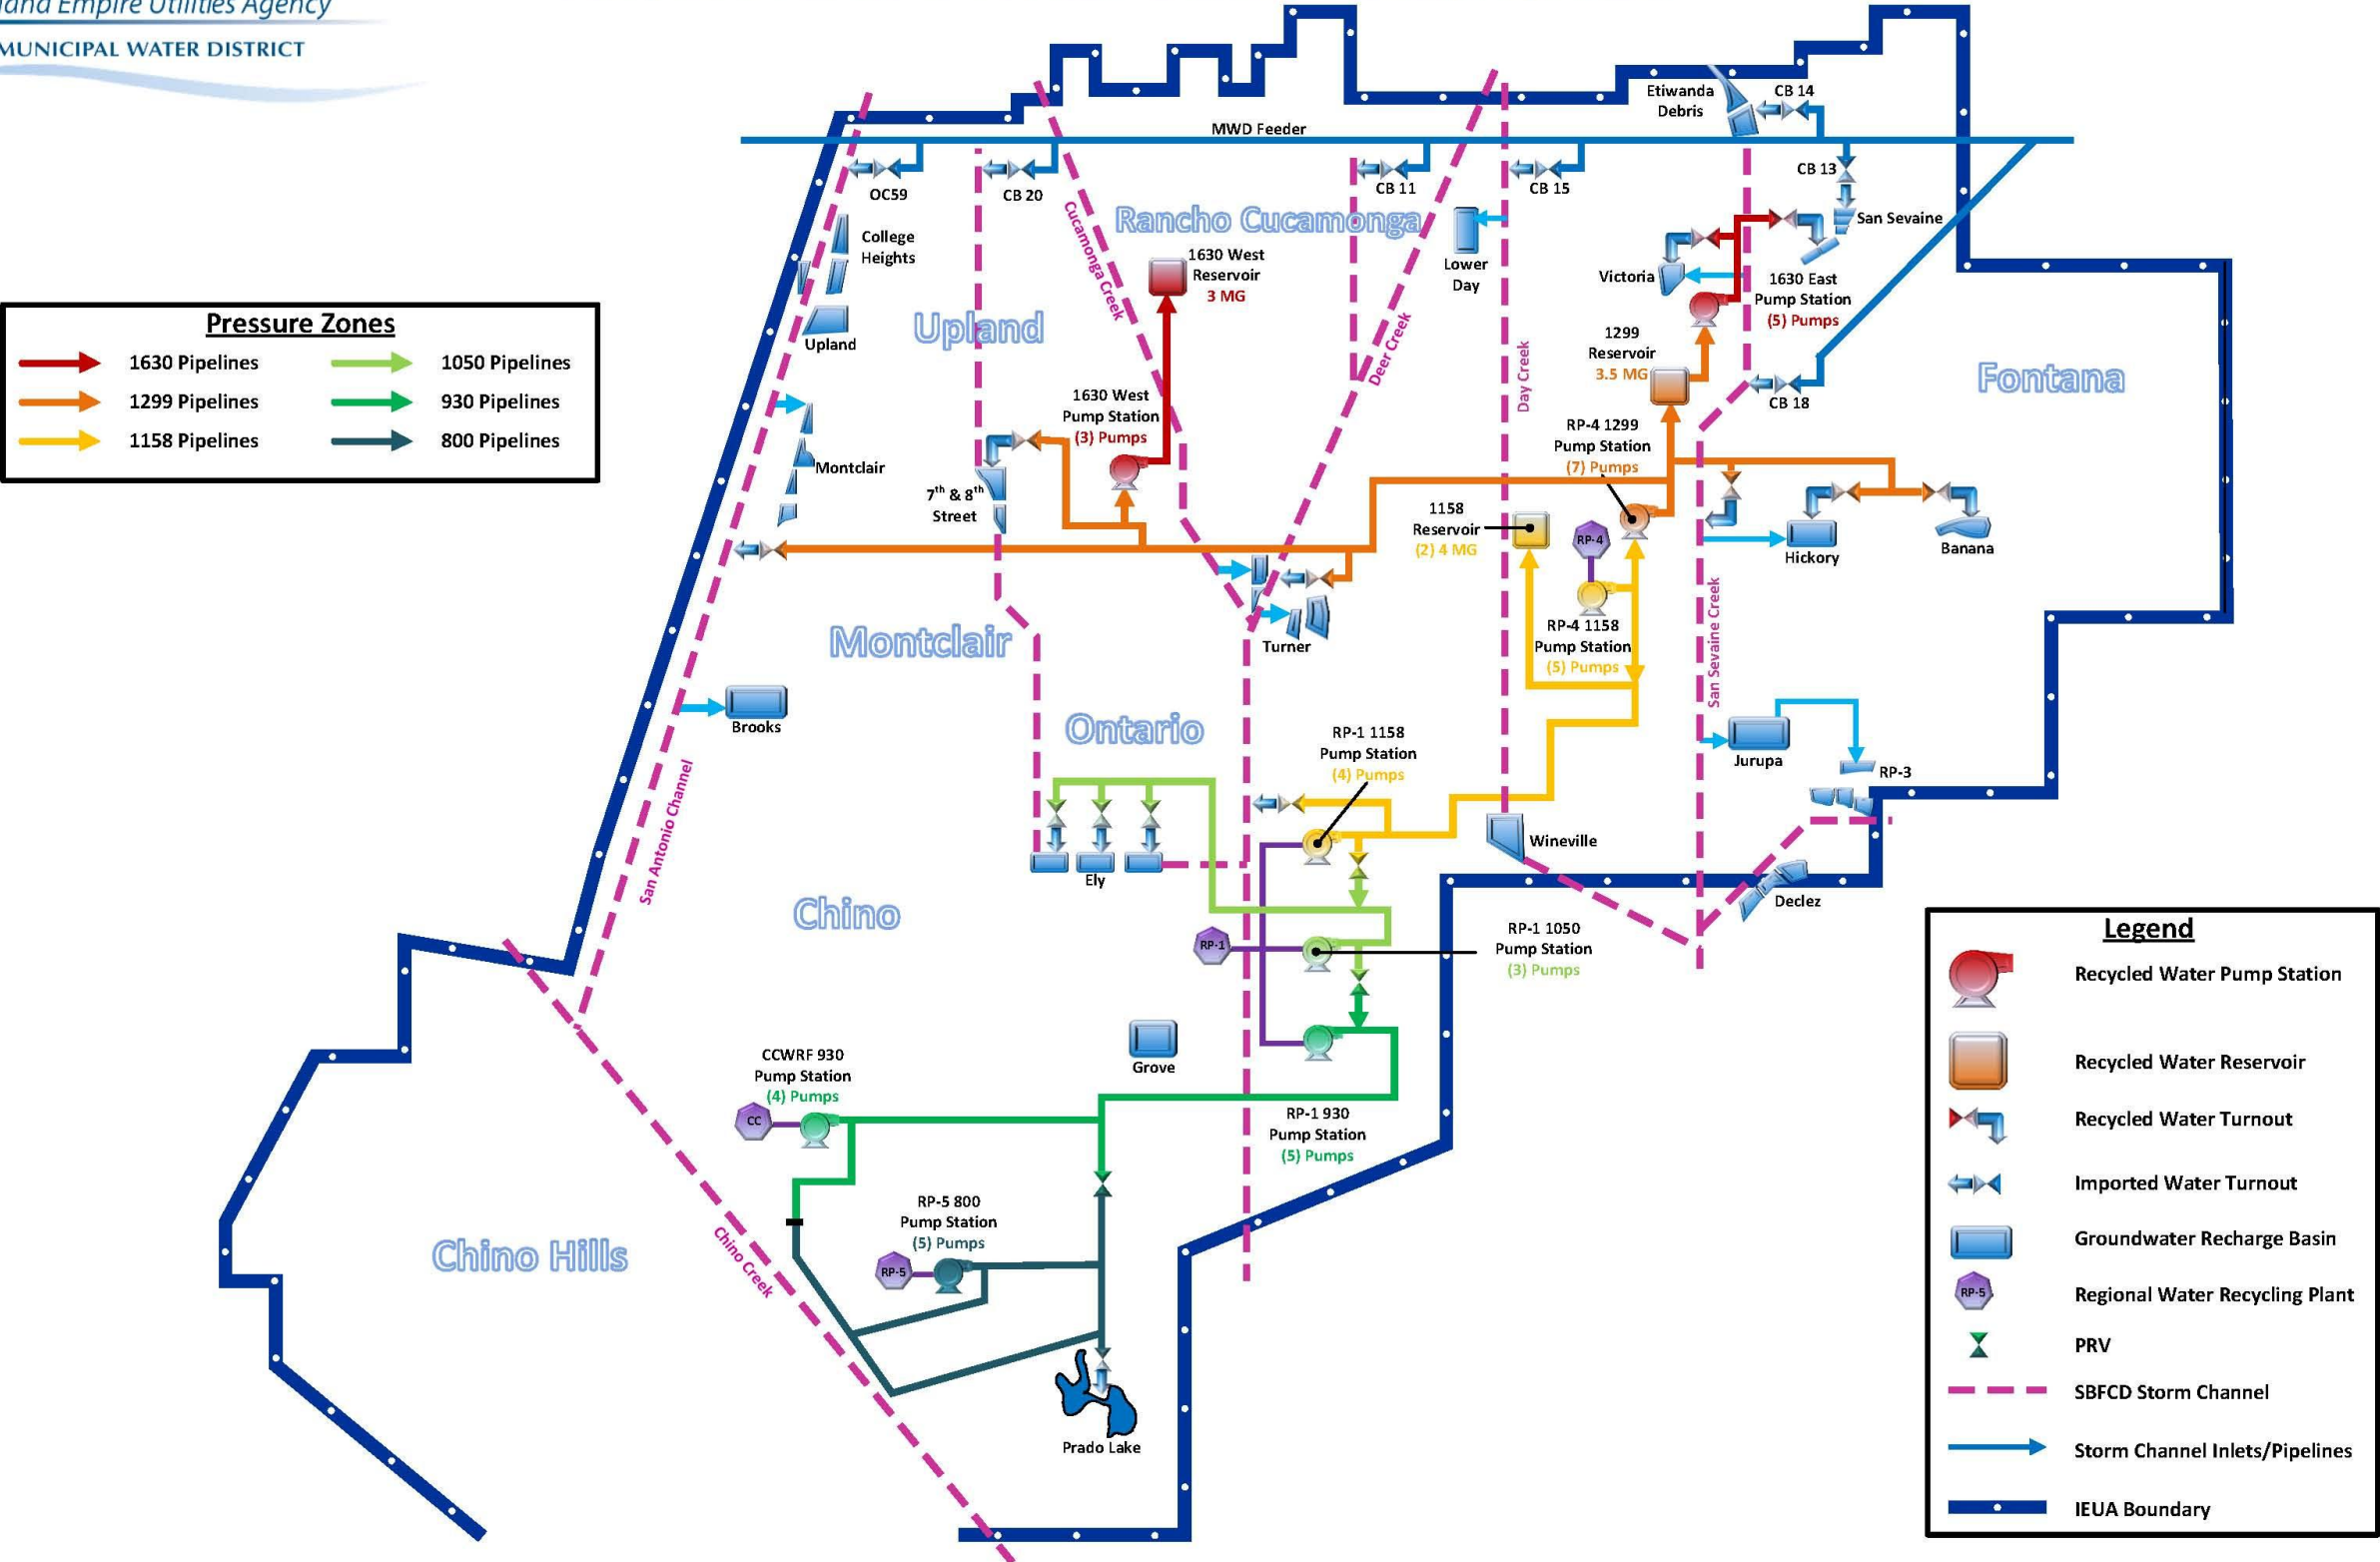 Empire Utilities Agency
MUNICIPAL WATER DISTRICT
Pressure Zones
1630 Pipelines
1050 Pipelines
1299 Pipelines
930 Pipelines
1158 Pipelines
800 Pipelines
MWD Feeder
Etiwanda
Debris
CB 14
CB 13
OC59
CB 20
CB 11
CB 15
San Sevaine
College
Heights
Upland
Rancho Cucamonga
Cucamonga Creek
1630 West
Reservoir
3 MG
Lower
Day
Victoria
1630 East
Pump Station
(5) Pumps
Upland
Deer Creek
Day Creek
1299
Reservoir
3.5 MG
CB 18
Fontana
1630 West
Pump Station
(3) Pumps
RP-4 1299
Pump Station
(7) Pumps
Montclair
7th & 8th
Street
1158
Reservoir
(2) 4 MG
RP-4
Hickory
Banana
San Sevaine Creek
RP-4 1158
Pump Station
(5) Pumps
Turner
Montclair
Brooks
Ontario
RP-1 1158
Pump Station
(4) Pumps
Jurupa
RP-3
San Antonio Channel
Ely
Wineville
Declez
Chino
RP-1
RP-1 1050
Pump Station
(3) Pumps
Grove
CCWRF 930
Pump Station
(4) Pumps
CC
RP-1 930
Pump Station
(5) Pumps
RP-5 800
Pump Station
(5) Pumps
RP-5
Chino Hills
Chino Creek
Prado Lake
Legend
Recycled Water Pump Station
Recycled Water Reservoir
Recycled Water Turnout
Imported Water Turnout
Groundwater Recharge Basin
RP-5
Regional Water Recycling Plant
PRV
SBFCD Storm Channel
Storm Channel Inlets/Pipelines
IEUA Boundary